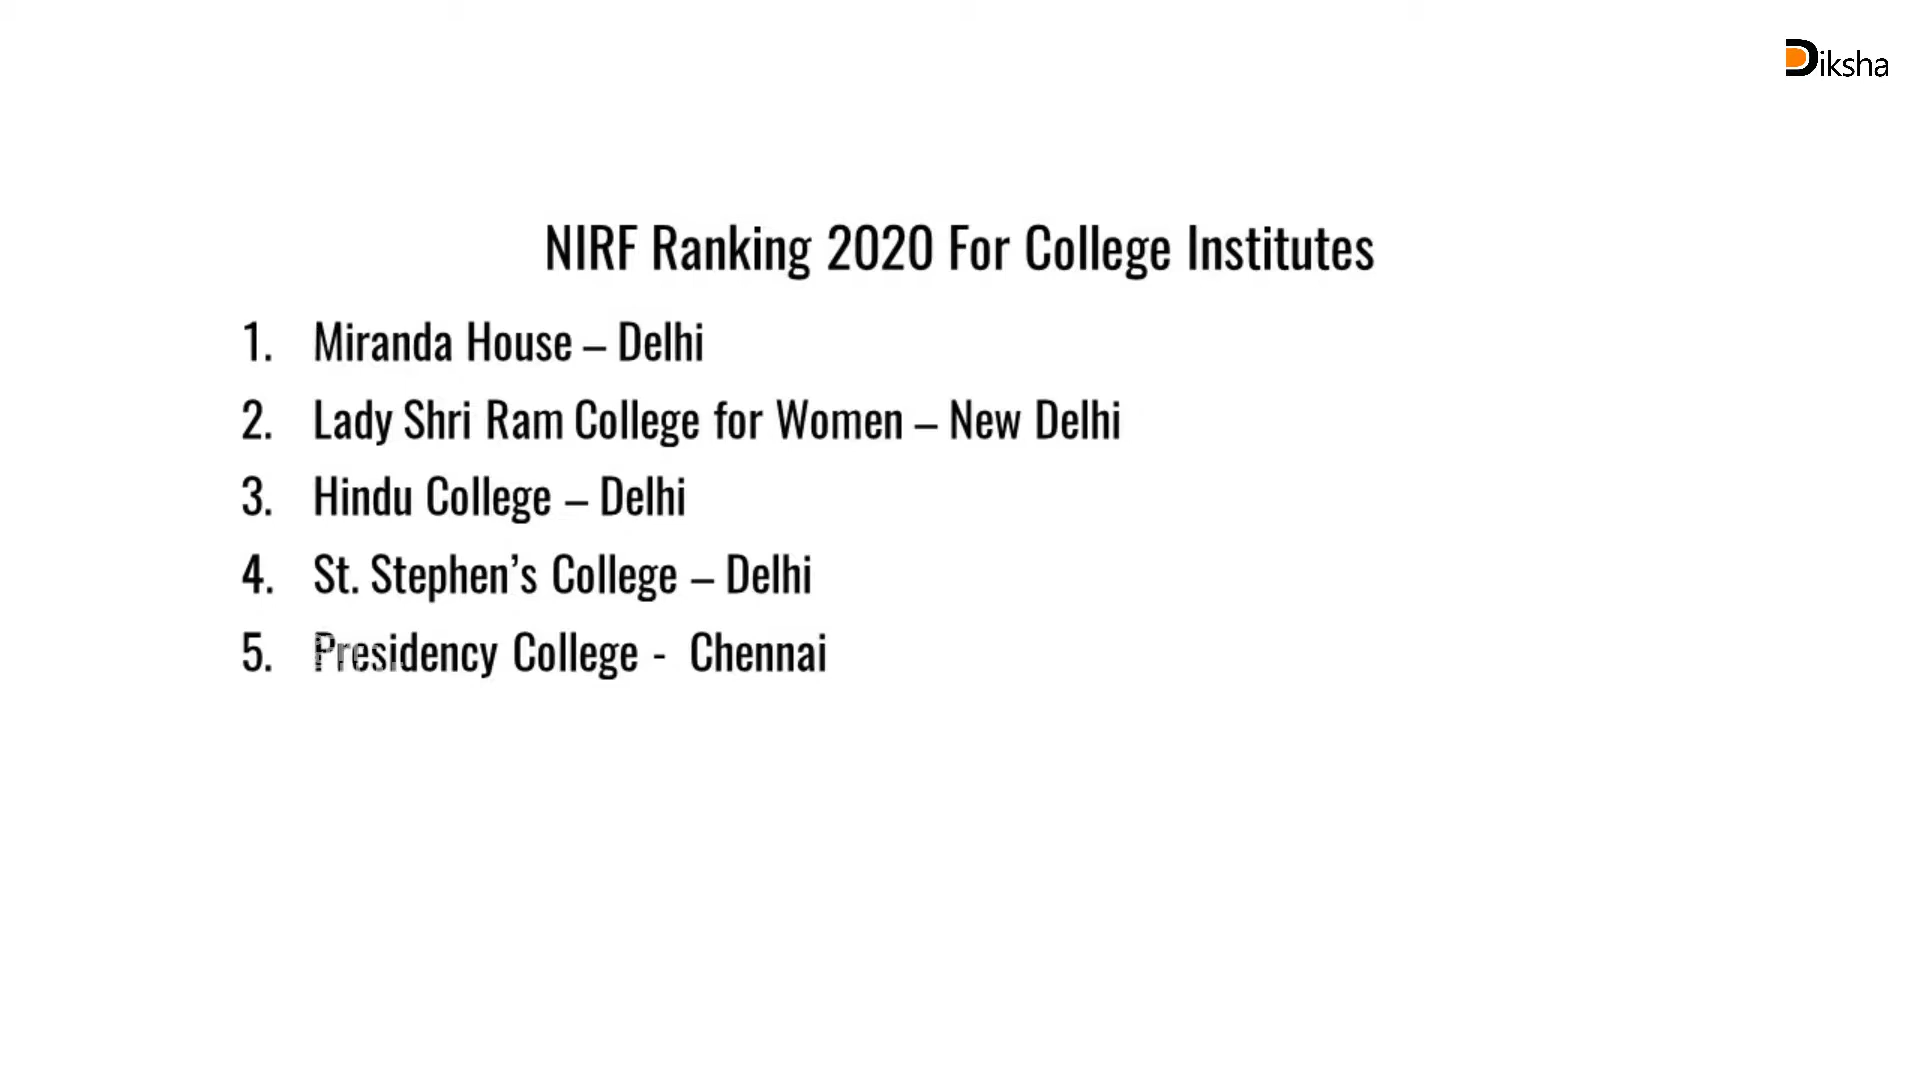 Diksha
NIRF Ranking 2020 For College Institutes
1. Miranda House – Delhi
2. Lady Shri Ram College for Women – New Delhi
3. Hindu College – Delhi
4. St. Stephen’s College – Delhi
5. Presidency College - Chennai